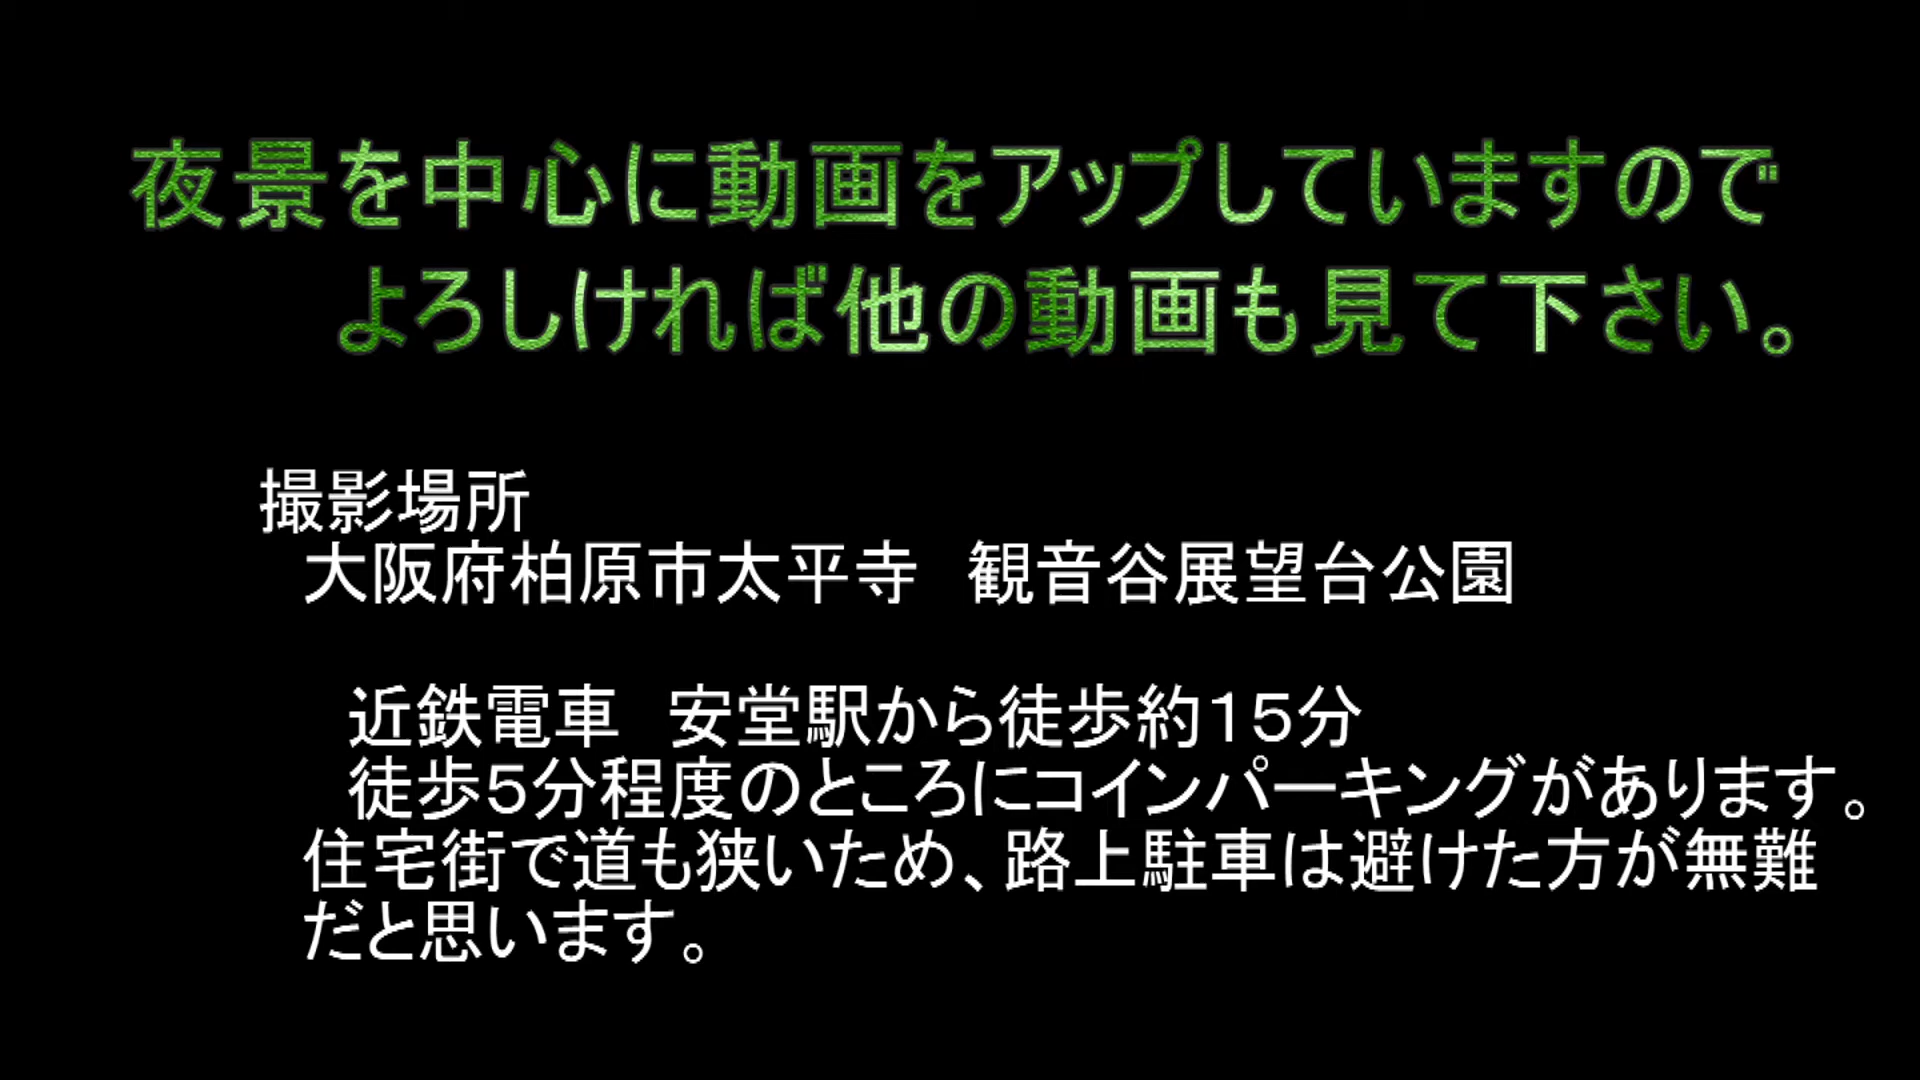 夜景を中心に動画をアップしていますので
よろしければ他の動画も見て下さい。
撮影場所
大阪府柏原市太平寺　観音谷展望台公園
近鉄電車　安堂駅から徒歩約１５分
徒歩５分程度のところにコインパーキングがあります。
住宅街で道も狭いため、路上駐車は避けた方が無難
だと思います。